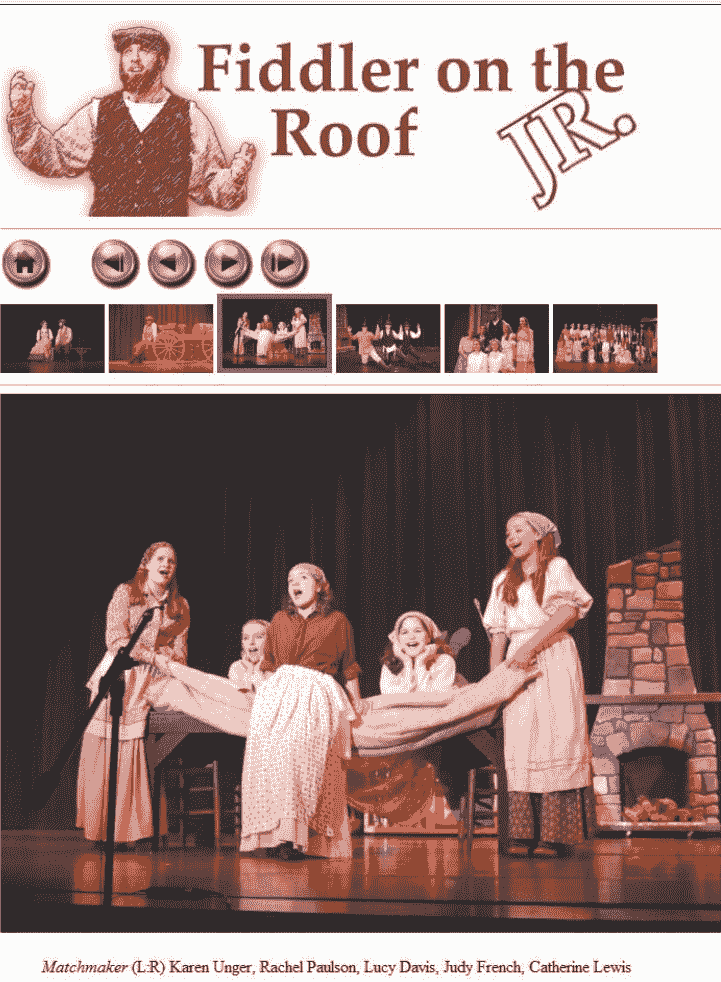 Fiddler on the
Roof
JR.
Matchmaker (L:R) Karen Unger, Rachel Paulson, Lucy Davis, Judy French, Catherine Lewis